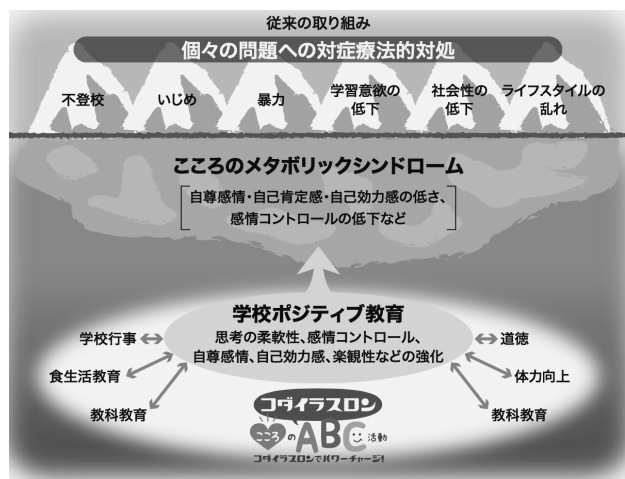 従来の取り組み
個々の問題への対症療法的対処
不登校
いじめ
暴力
学習意欲の
低下
社会性の
低下
ライフスタイルの
乱れ
こころのメタボリックシンドローム
自尊感情・自己肯定感・自己効力感の低さ、
感情コントロールの低下など
学校ポジティブ教育
思考の柔軟性、感情コントロール、
自尊感情、自己効力感、楽観性などの強化
学校行事
食生活教育
教科教育
道徳
体力向上
教科教育
コダイラスロン
こころのABC活動
コダイラスロンでパワーチャージ!